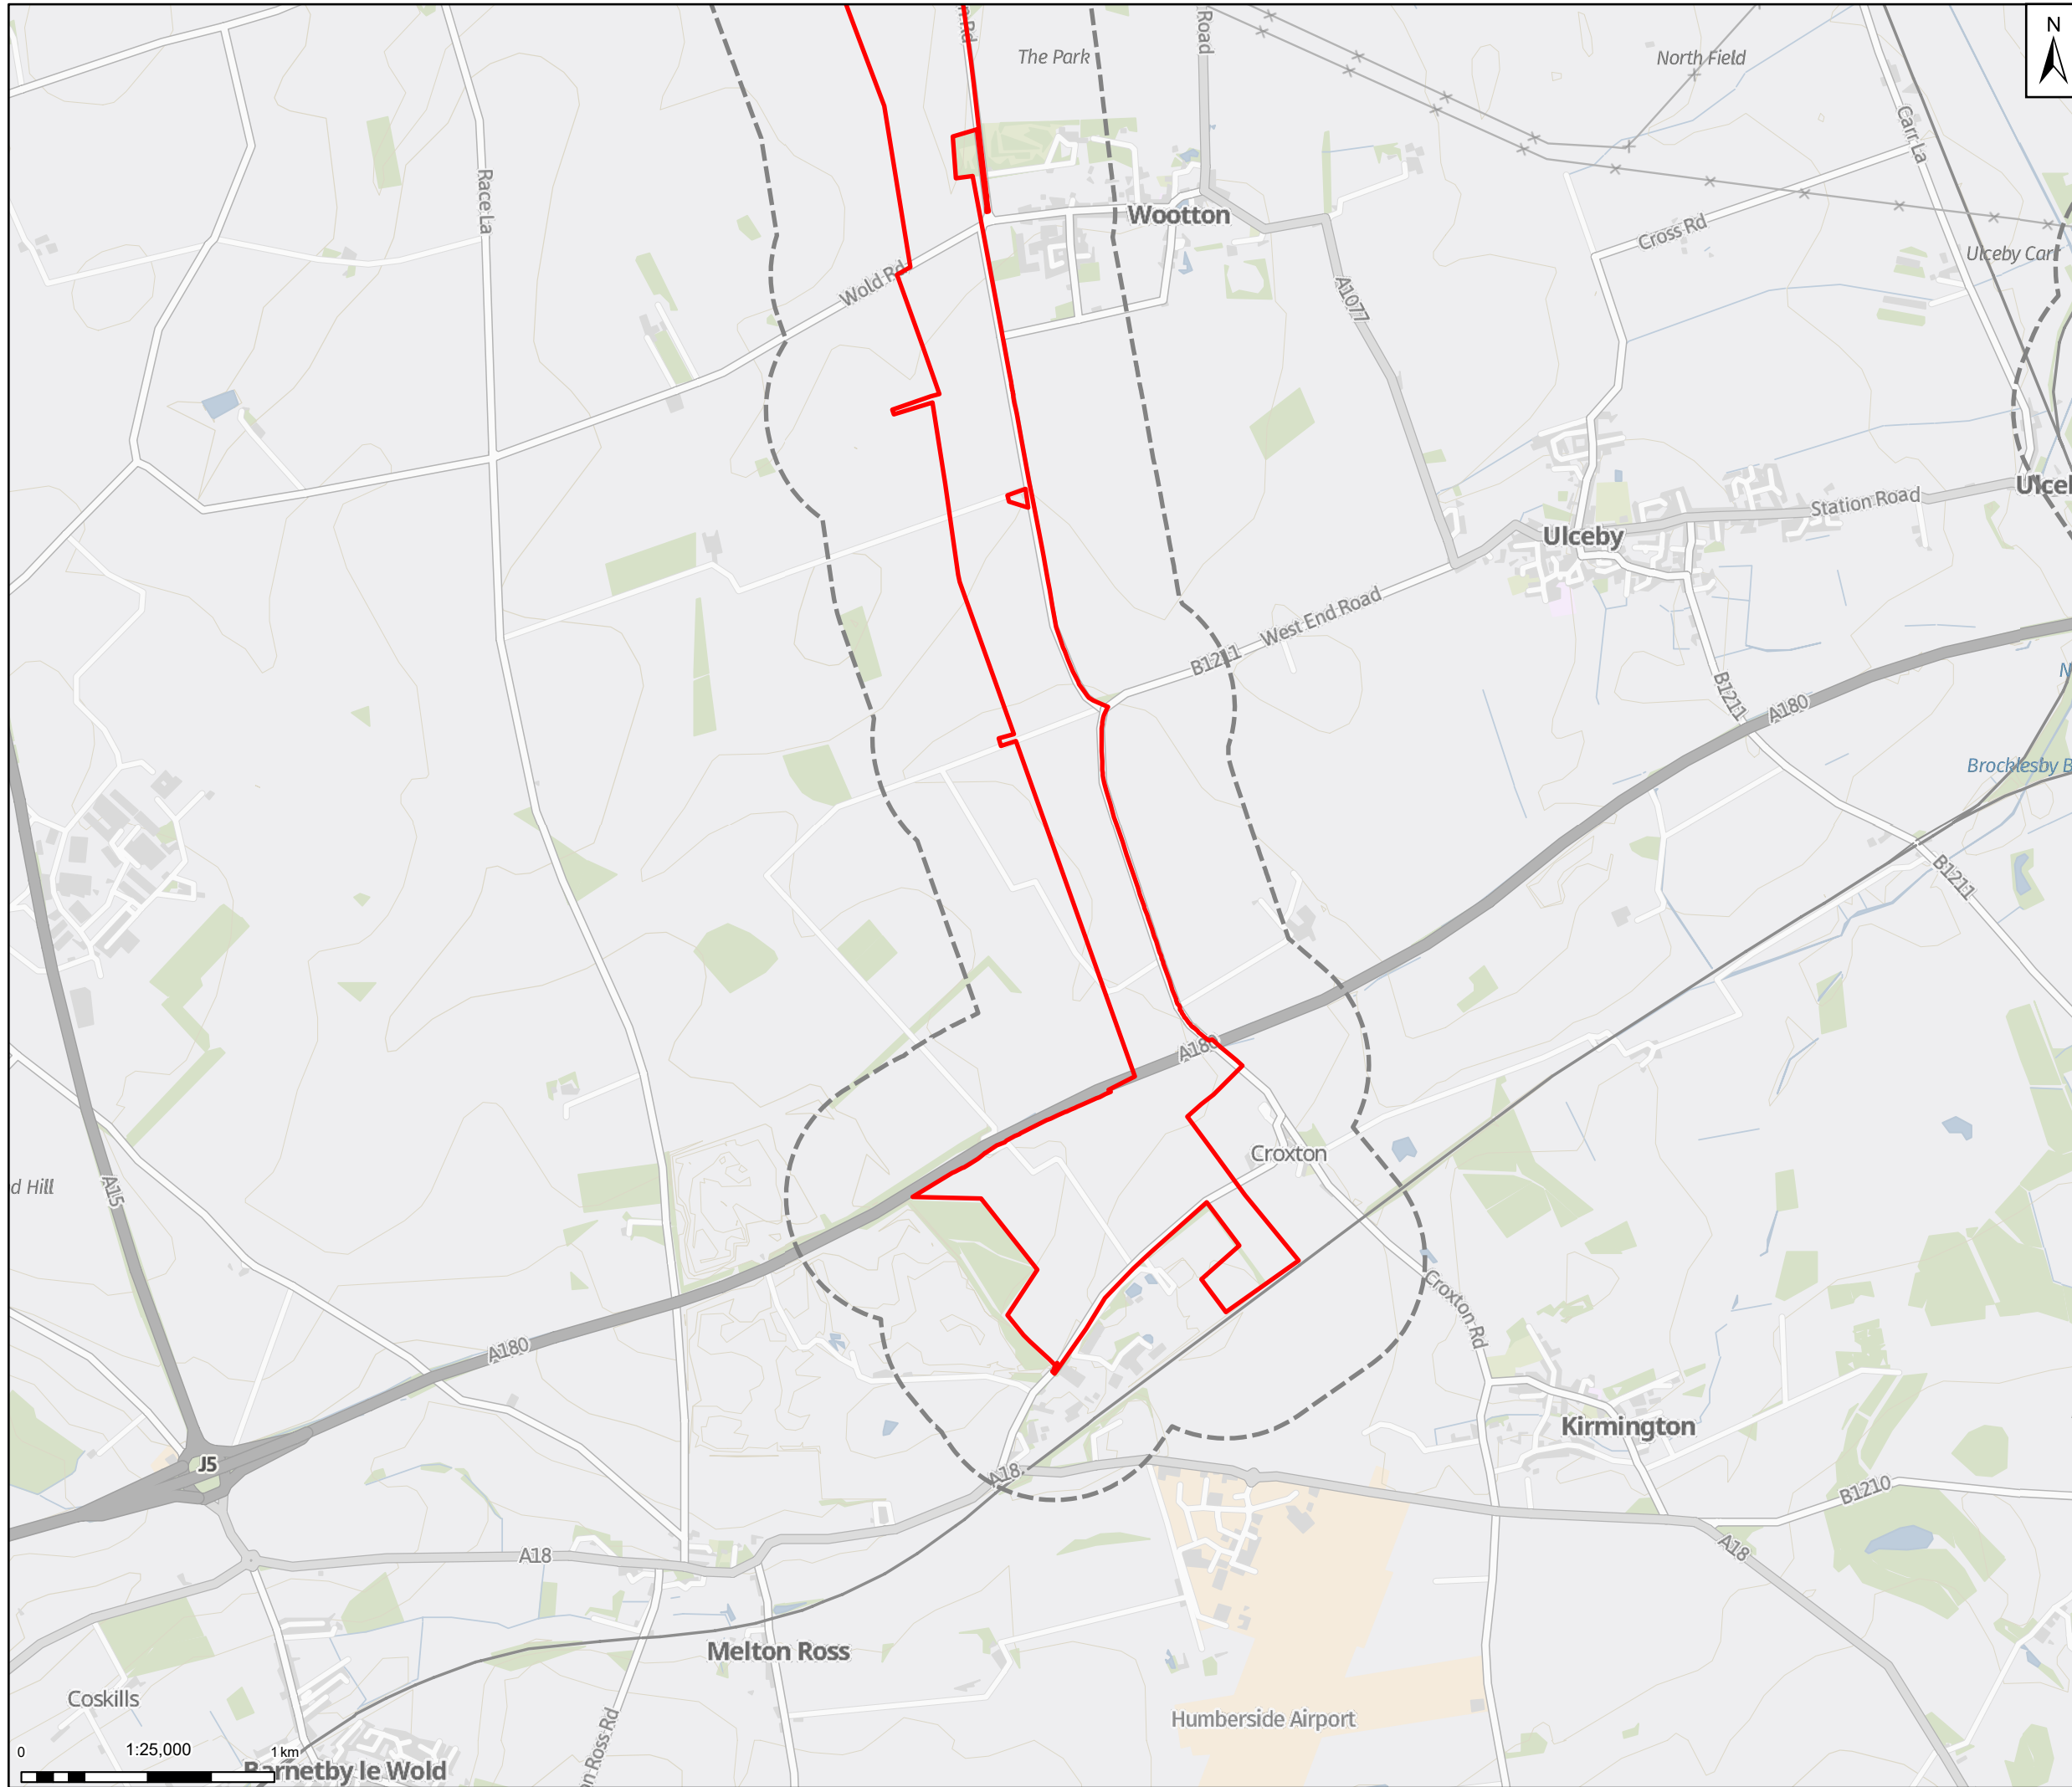 N
The Park
Road
North Field
Carr La
Race La
Wootton
Cross Rd
Ulceby Carr
Wold Rd
A1077
Station Road
Ulceby
West End Road
B1211
B1211
A180
B1211
A180
Croxton
A15
d Hill
Croxton Rd
A180
Kirmington
J5
A18
B1210
A18
A18
Melton Ross
Coskills
Humberside Airport
0
1:25,000
1 km
Barnetby le Wold
n Ross Rd